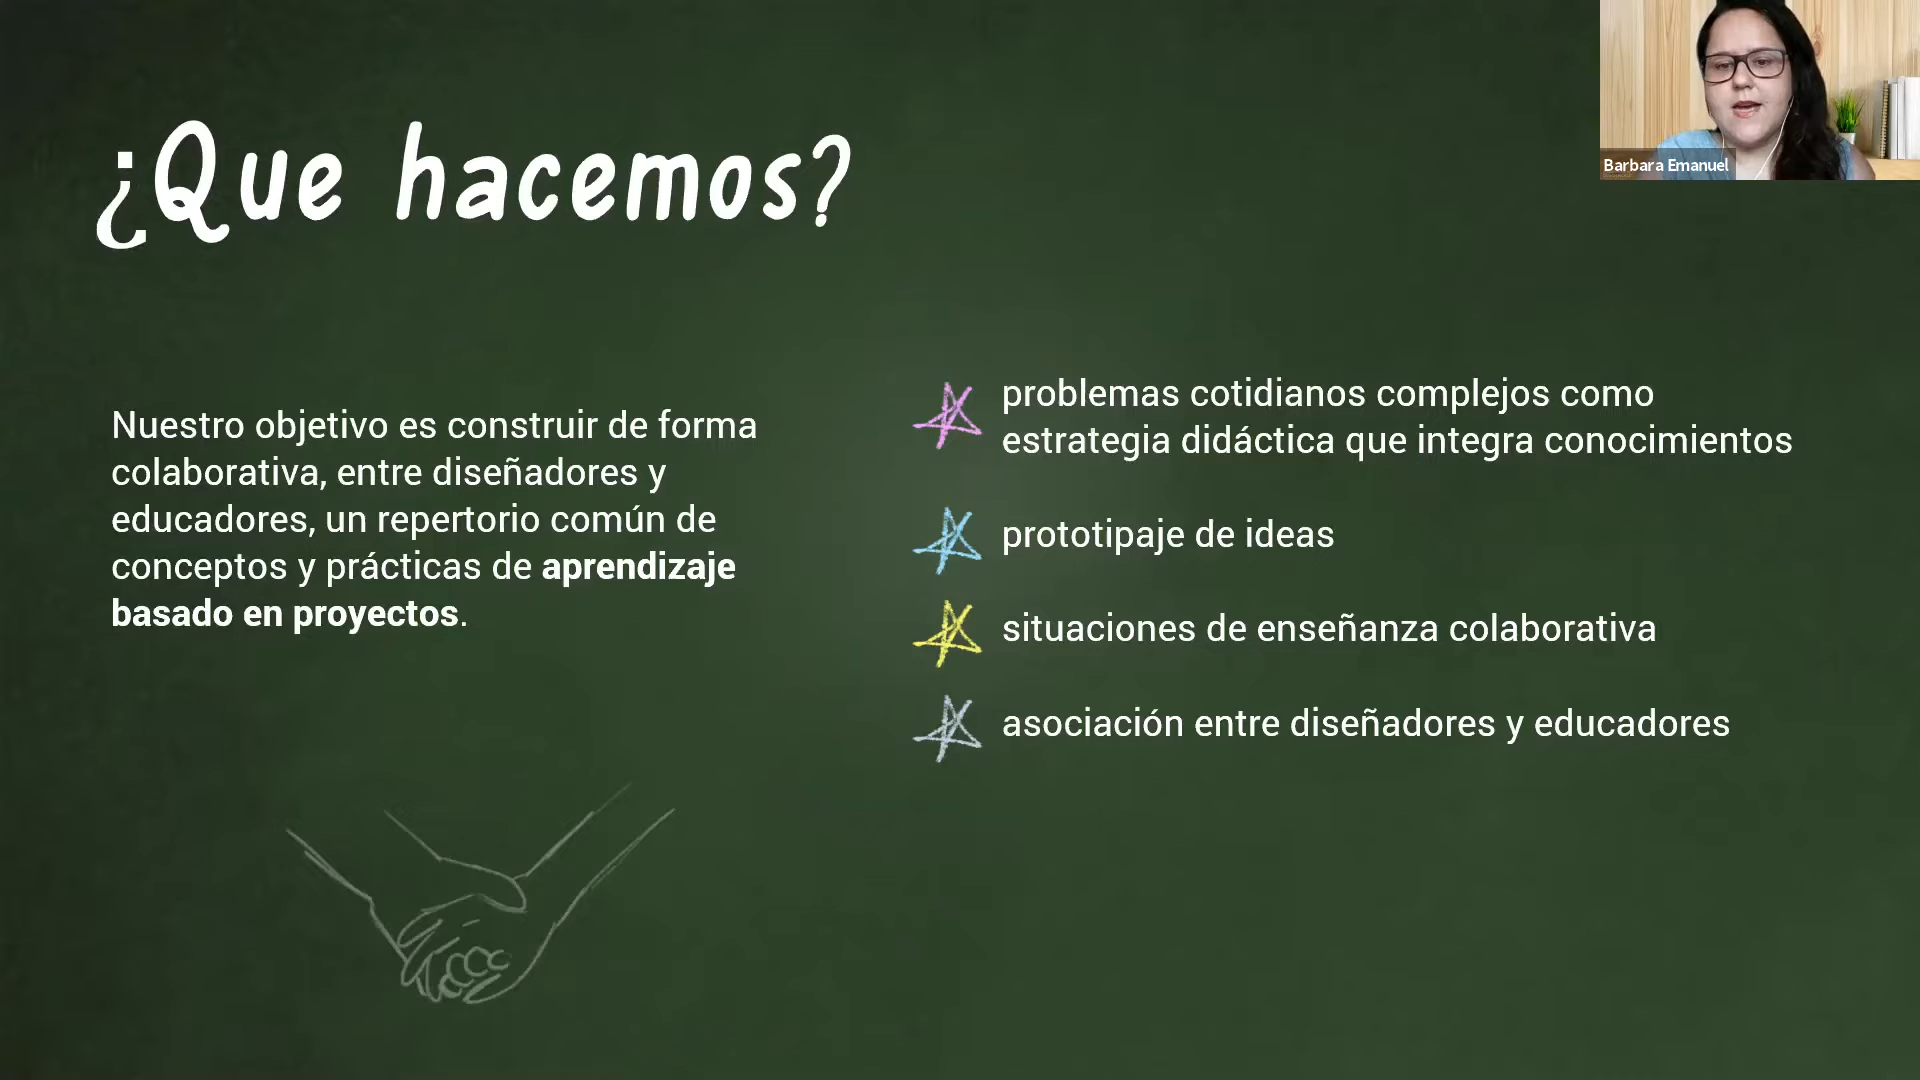 ¿Que hacemos?
Nuestro objetivo es construir de forma
colaborativa, entre diseñadores y
educadores, un repertorio común de
conceptos y prácticas de aprendizaje
basado en proyectos.
problemas cotidianos complejos como
estrategia didáctica que integra conocimientos
prototipaje de ideas
situaciones de enseñanza colaborativa
asociación entre diseñadores y educadores
Barbara Emanuel